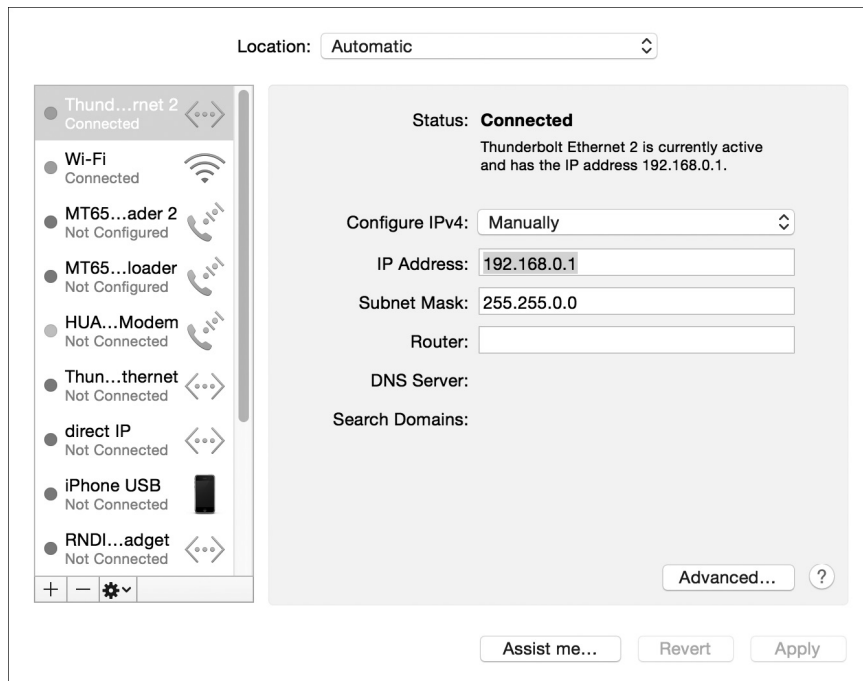 Location: Automatic
Thund...rnet 2
Connected
Wi-Fi
Connected
MT65...ader 2
Not Configured
MT65...loader
Not Configured
HUA...Modem
Not Connected
Thun...thernet
Not Connected
direct IP
Not Connected
iPhone USB
Not Connected
RNDI...adget
Not Connected
Status: Connected
Thunderbolt Ethernet 2 is currently active
and has the IP address 192.168.0.1.
Configure IPv4: Manually
IP Address: 192.168.0.1
Subnet Mask: 255.255.0.0
Router:
DNS Server:
Search Domains:
Advanced... ?
Assist me... Revert Apply